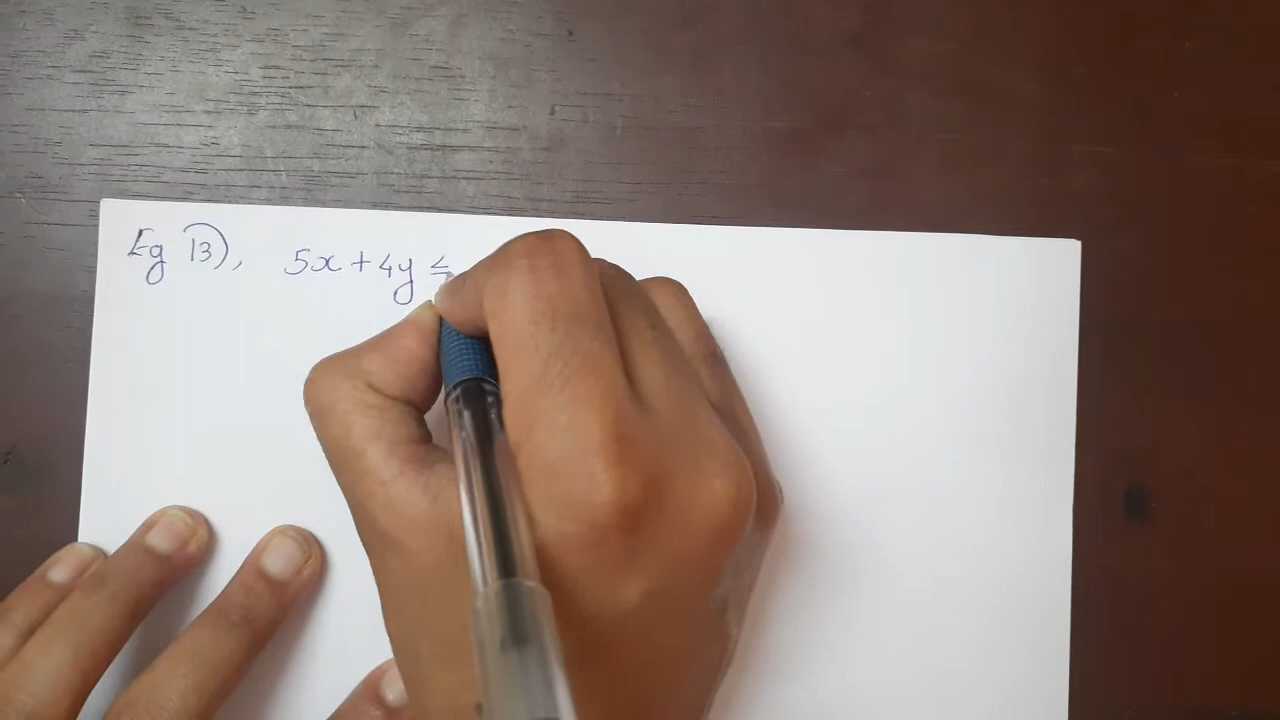 Eg 13), 5x + 4y ≤